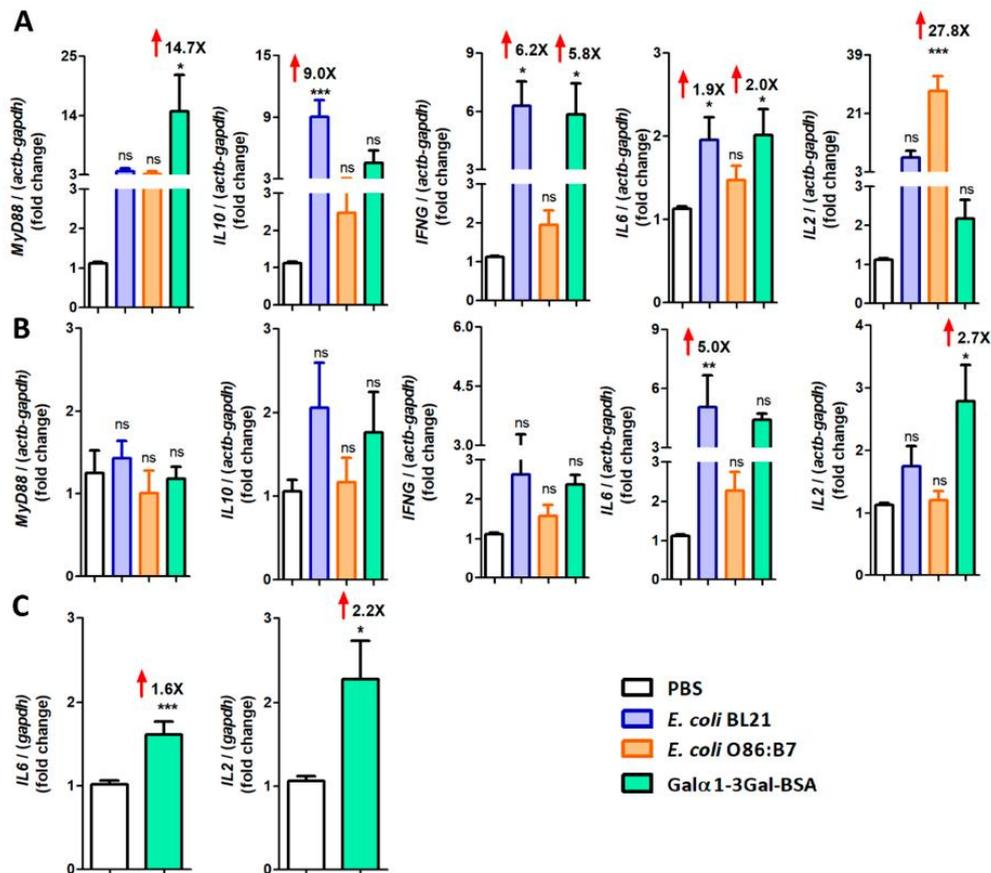 A
14.7X
*
ns
ns
25
14
3
3
2
1
0
MyD88 / (actb-gapdh)
(fold change)
9.0X
***
ns
ns
15
9
3
3
2
1
0
IL10 / (actb-gapdh)
(fold change)
6.2X
5.8X
*
*
ns
9
6
3
3
2
1
0
IFNG / (actb-gapdh)
(fold change)
1.9X
2.0X
*
*
ns
3
2
1
0
IL6 / (actb-gapdh)
(fold change)
27.8X
***
ns
ns
39
21
3
3
2
1
0
IL2 / (actb-gapdh)
(fold change)
B
3
2
1
0
ns
ns
ns
MyD88 / (actb-gapdh)
(fold change)
3
2
1
0
ns
ns
ns
IL10 / (actb-gapdh)
(fold change)
6.0
4.5
3.0
3
2
1
0
ns
ns
ns
IFNG / (actb-gapdh)
(fold change)
5.0X
**
ns
ns
9
6
3
3
2
1
0
IL6 / (actb-gapdh)
(fold change)
2.7X
*
ns
ns
4
3
2
1
0
IL2 / (actb-gapdh)
(fold change)
C
1.6X
***
3
2
1
0
IL6 / (gapdh)
(fold change)
2.2X
*
3
2
1
0
IL2 / (gapdh)
(fold change)
PBS
E. coli BL21
E. coli O86:B7
Galα1-3Gal-BSA